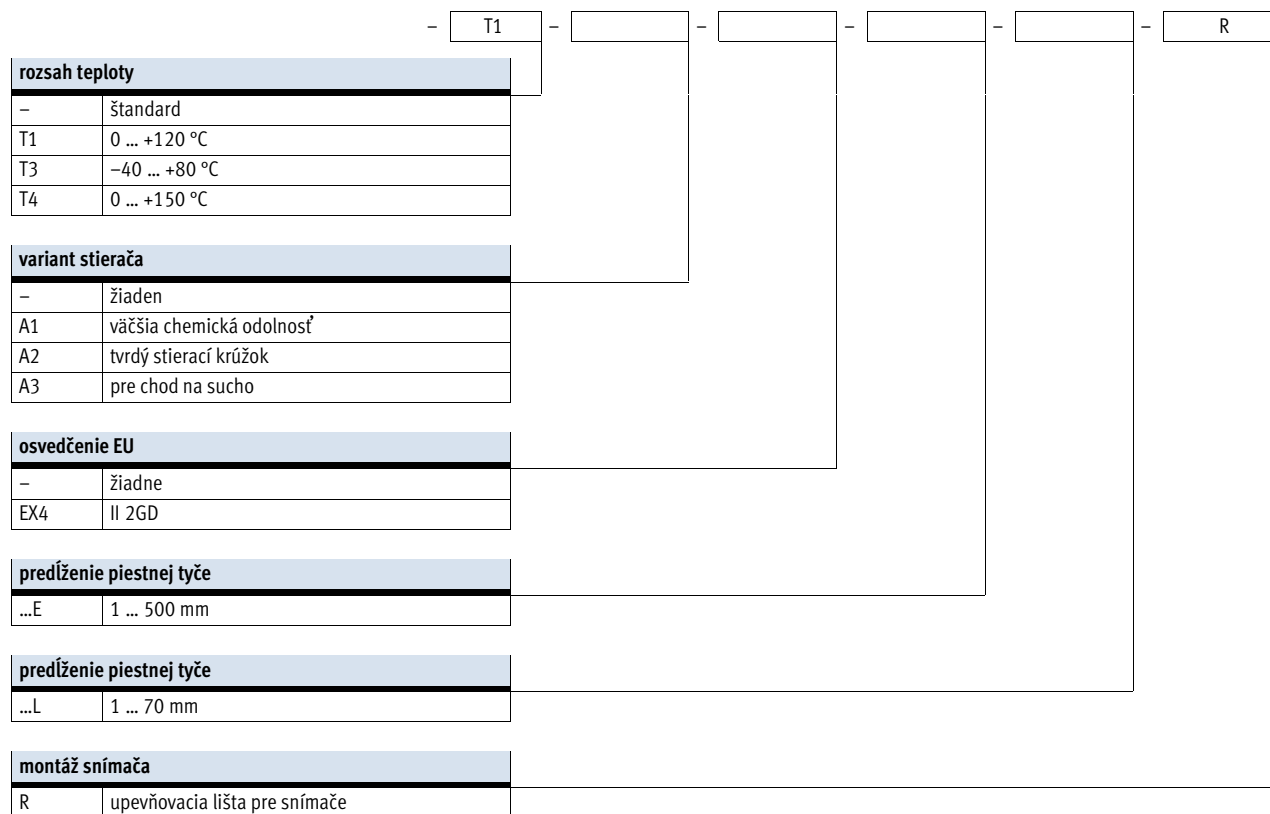 – T1 – – – – – R
rozsah teploty
– štandard
T1 0 ... +120 °C
T3 –40 ... +80 °C
T4 0 ... +150 °C
variant stierača
– žiaden
A1 väčšia chemická odolnosť
A2 tvrdý stierací krúžok
A3 pre chod na sucho
osvedčenie EU
– žiadne
EX4 II 2GD
predĺženie piestnej tyče
...E 1 ... 500 mm
predĺženie piestnej tyče
...L 1 ... 70 mm
montáž snímača
R upevňovacia lišta pre snímače